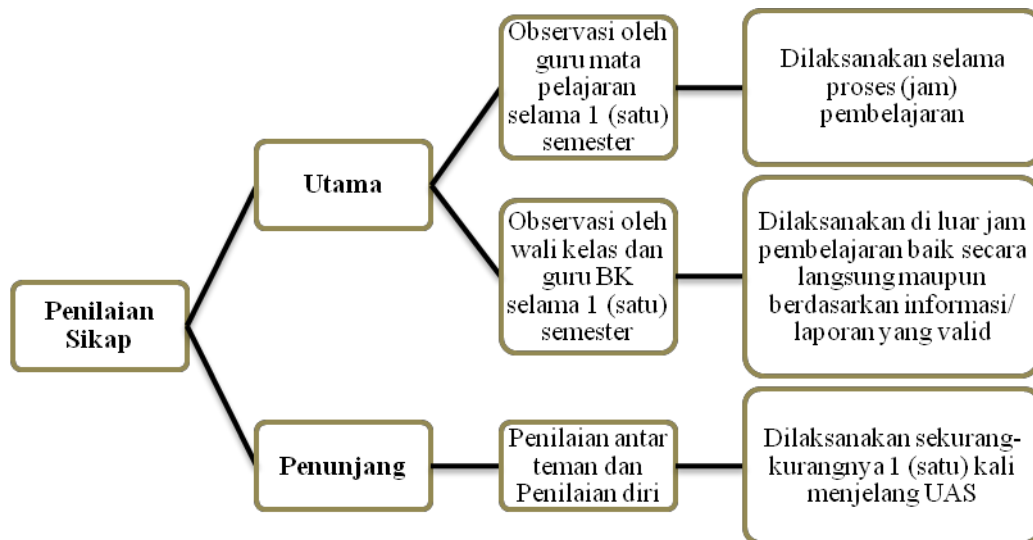 Penilaian
Sikap
Utama
Observasi oleh
guru mata
pelajaran
selama 1 (satu)
semester
Dilaksanakan selama
proses (jam)
pembelajaran
Observasi oleh
wali kelas dan
guru BK
selama 1 (satu)
semester
Dilaksanakan di luar jam
pembelajaran baik secara
langsung maupun
berdasarkan informasi/
laporan yang valid
Penunjang
Penilaian antar
teman dan
Penilaian diri
Dilaksanakan sekurang-
kurangnya 1 (satu) kali
menjelang UAS